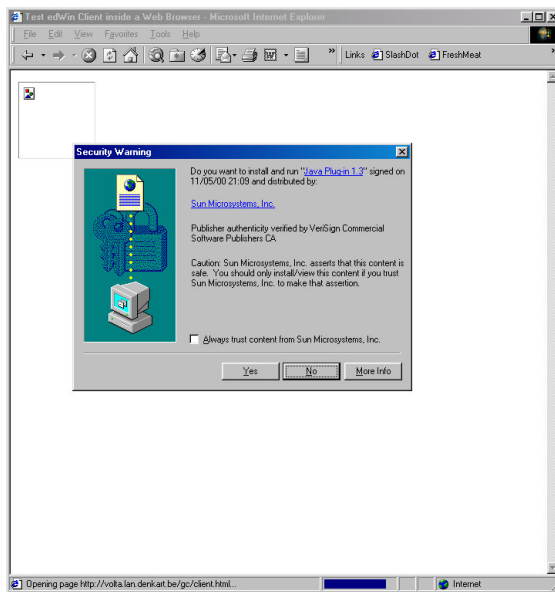 Test edWin Client inside a Web Browser - Microsoft Internet Explorer
File Edit View Favorites Tools Help
» Links SlashDot FreshMeat »
Security Warning
Do you want to install and run "Java Plug-in 1.3" signed on
11/05/00 21:09 and distributed by:
Sun Microsystems, Inc.
Publisher authenticity verified by VeriSign Commercial
Software Publishers CA
Caution: Sun Microsystems, Inc. asserts that this content is
safe. You should only install/view this content if you trust
Sun Microsystems, Inc. to make that assertion.
Always trust content from Sun Microsystems, Inc.
Yes No More Info
Opening page http://volta.lan.denkart.be/gc/client.html... Internet